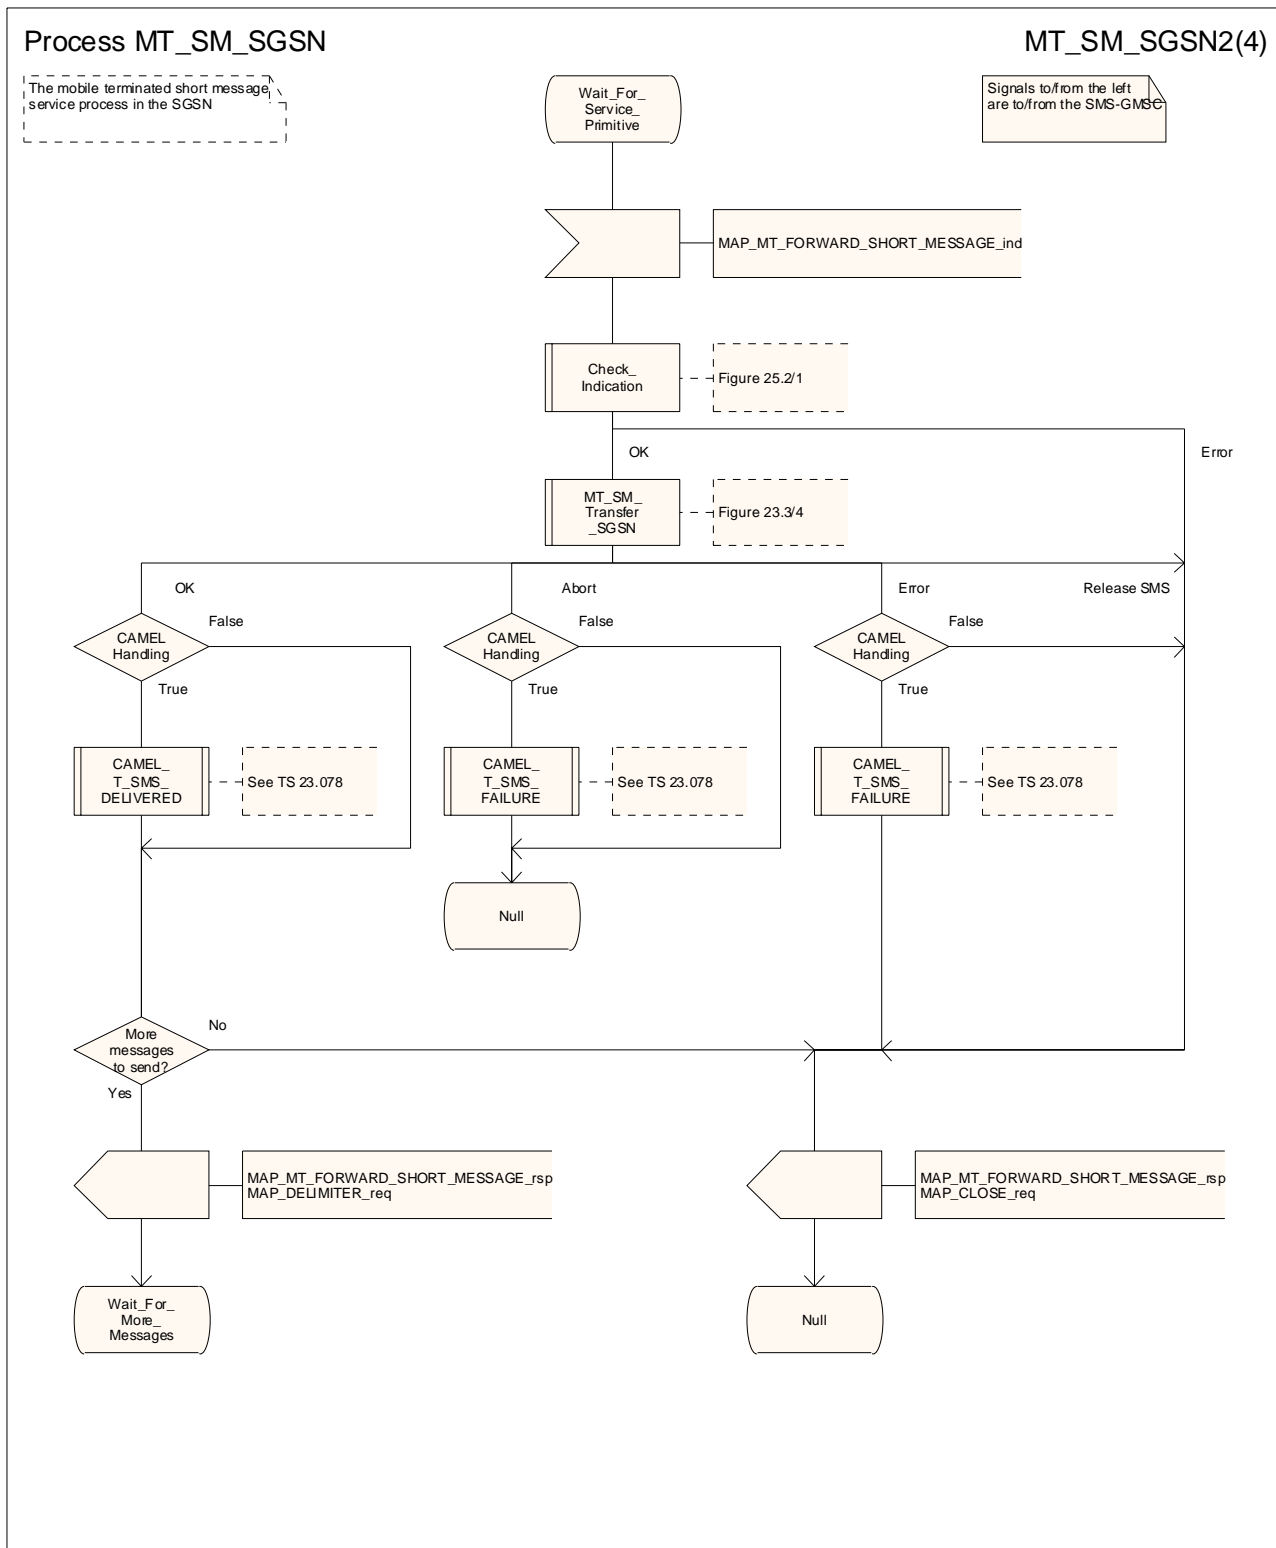 Process MT_SM_SGSN
MT_SM_SGSN2(4)
The mobile terminated short message
service process in the SGSN
Wait_For_
Service_
Primitive
Signals to/from the left
are to/from the SMS-GMSC
MAP_MT_FORWARD_SHORT_MESSAGE_ind
Check_
Indication
Figure 25.2/1
OK
Error
MT_SM_
Transfer
_SGSN
Figure 23.3/4
OK
Abort
Error
Release SMS
CAMEL
Handling
False
CAMEL
Handling
False
CAMEL
Handling
False
True
True
True
CAMEL_
T_SMS_
DELIVERED
See TS 23.078
CAMEL_
T_SMS_
FAILURE
See TS 23.078
CAMEL_
T_SMS_
FAILURE
See TS 23.078
Null
More
messages
to send?
No
Yes
MAP_MT_FORWARD_SHORT_MESSAGE_rsp
MAP_DELIMITER_req
MAP_MT_FORWARD_SHORT_MESSAGE_rsp
MAP_CLOSE_req
Wait_For_
More_
Messages
Null